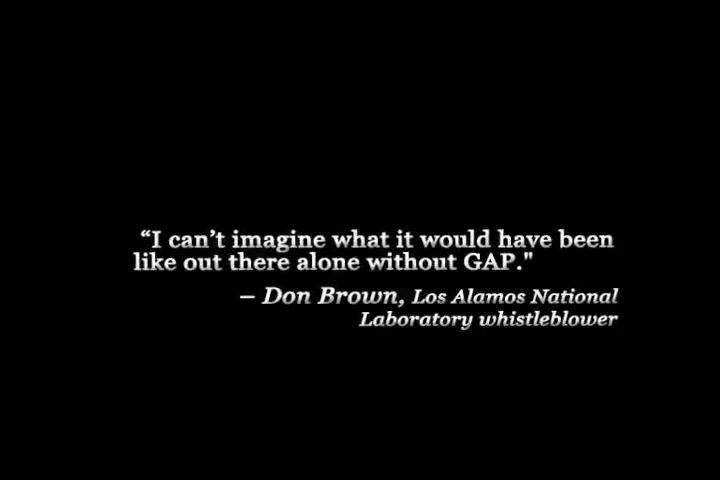 “I can’t imagine what it would have been
like out there alone without GAP."
– Don Brown, Los Alamos National
Laboratory whistleblower